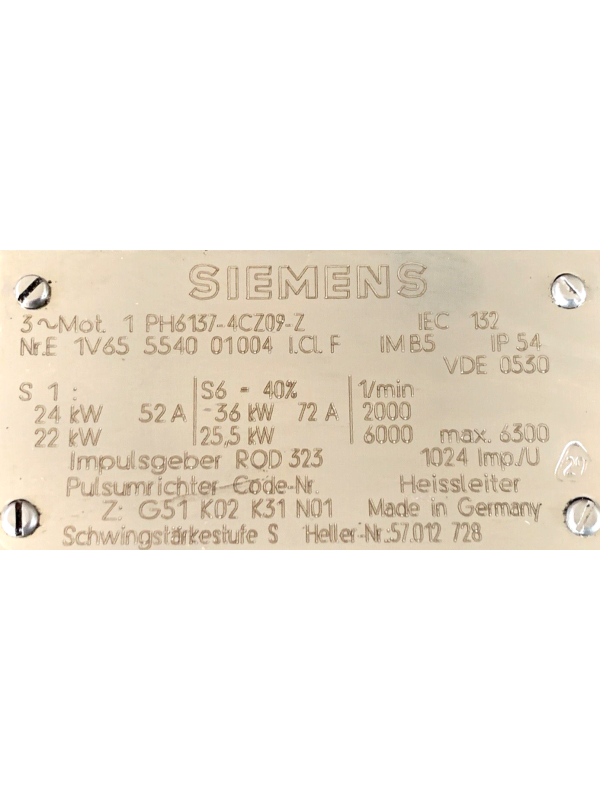 SIEMENS
3~Mot. 1 PH6137-4CZ09-Z IEC 132
Nr.E 1V65 5540 01004 I.Cl. F IM B5 IP 54
VDE 0530
S 1 : S6 - 40% 1/min
24 kW 52 A -36 kW 72 A 2000
22 kW 25,5 kW 6000 max. 6300
Impulsgeber ROD 323 1024 Imp./U
Pulsumrichter-Code-Nr. Heissleiter
Z: G51 K02 K31 N01 Made in Germany
Schwingstärkestufe S Heller-Nr.:57.012 728